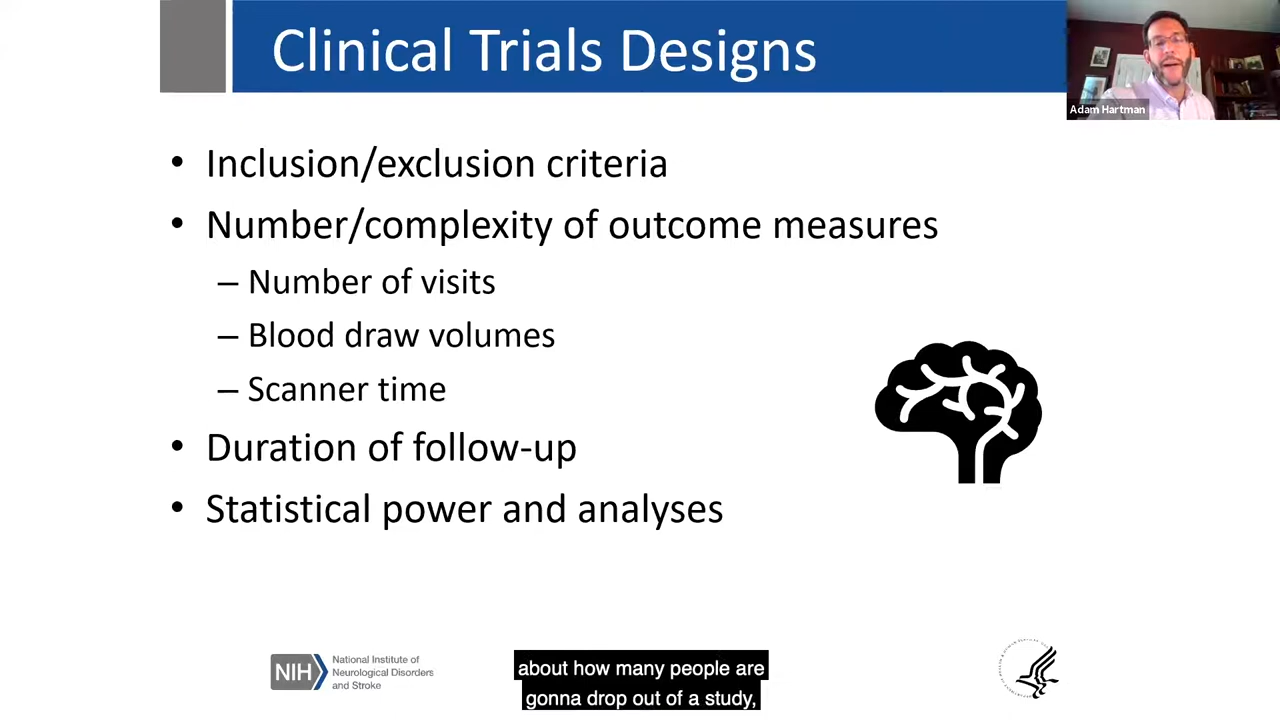 Clinical Trials Designs
Adam Hartman
• Inclusion/exclusion criteria
• Number/complexity of outcome measures
– Number of visits
– Blood draw volumes
– Scanner time
• Duration of follow-up
• Statistical power and analyses
NIH
National Institute of
Neurological Disorders
and Stroke
about how many people are
gonna drop out of a study,